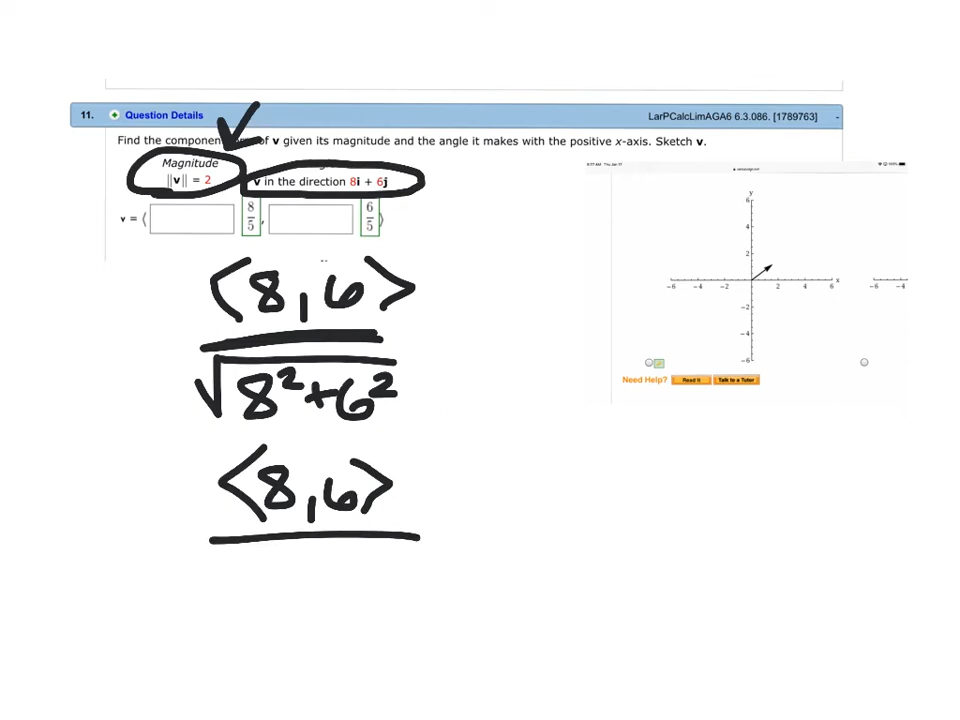 11. Question Details LarPCalcLimAGA6 6.3.086. [1789763] -
Find the component of v given its magnitude and the angle it makes with the positive x-axis. Sketch v.
Magnitude
||v|| = 2 v in the direction 8i + 6j
v = ⟨ 8/5 , 6/5 ⟩
<8,6>
√8²+6²
<8,6>
y
6
4
2
-6 -4 -2 2 4 6 x -6 -4
-2
-4
-6
Need Help? Read It Talk to a Tutor